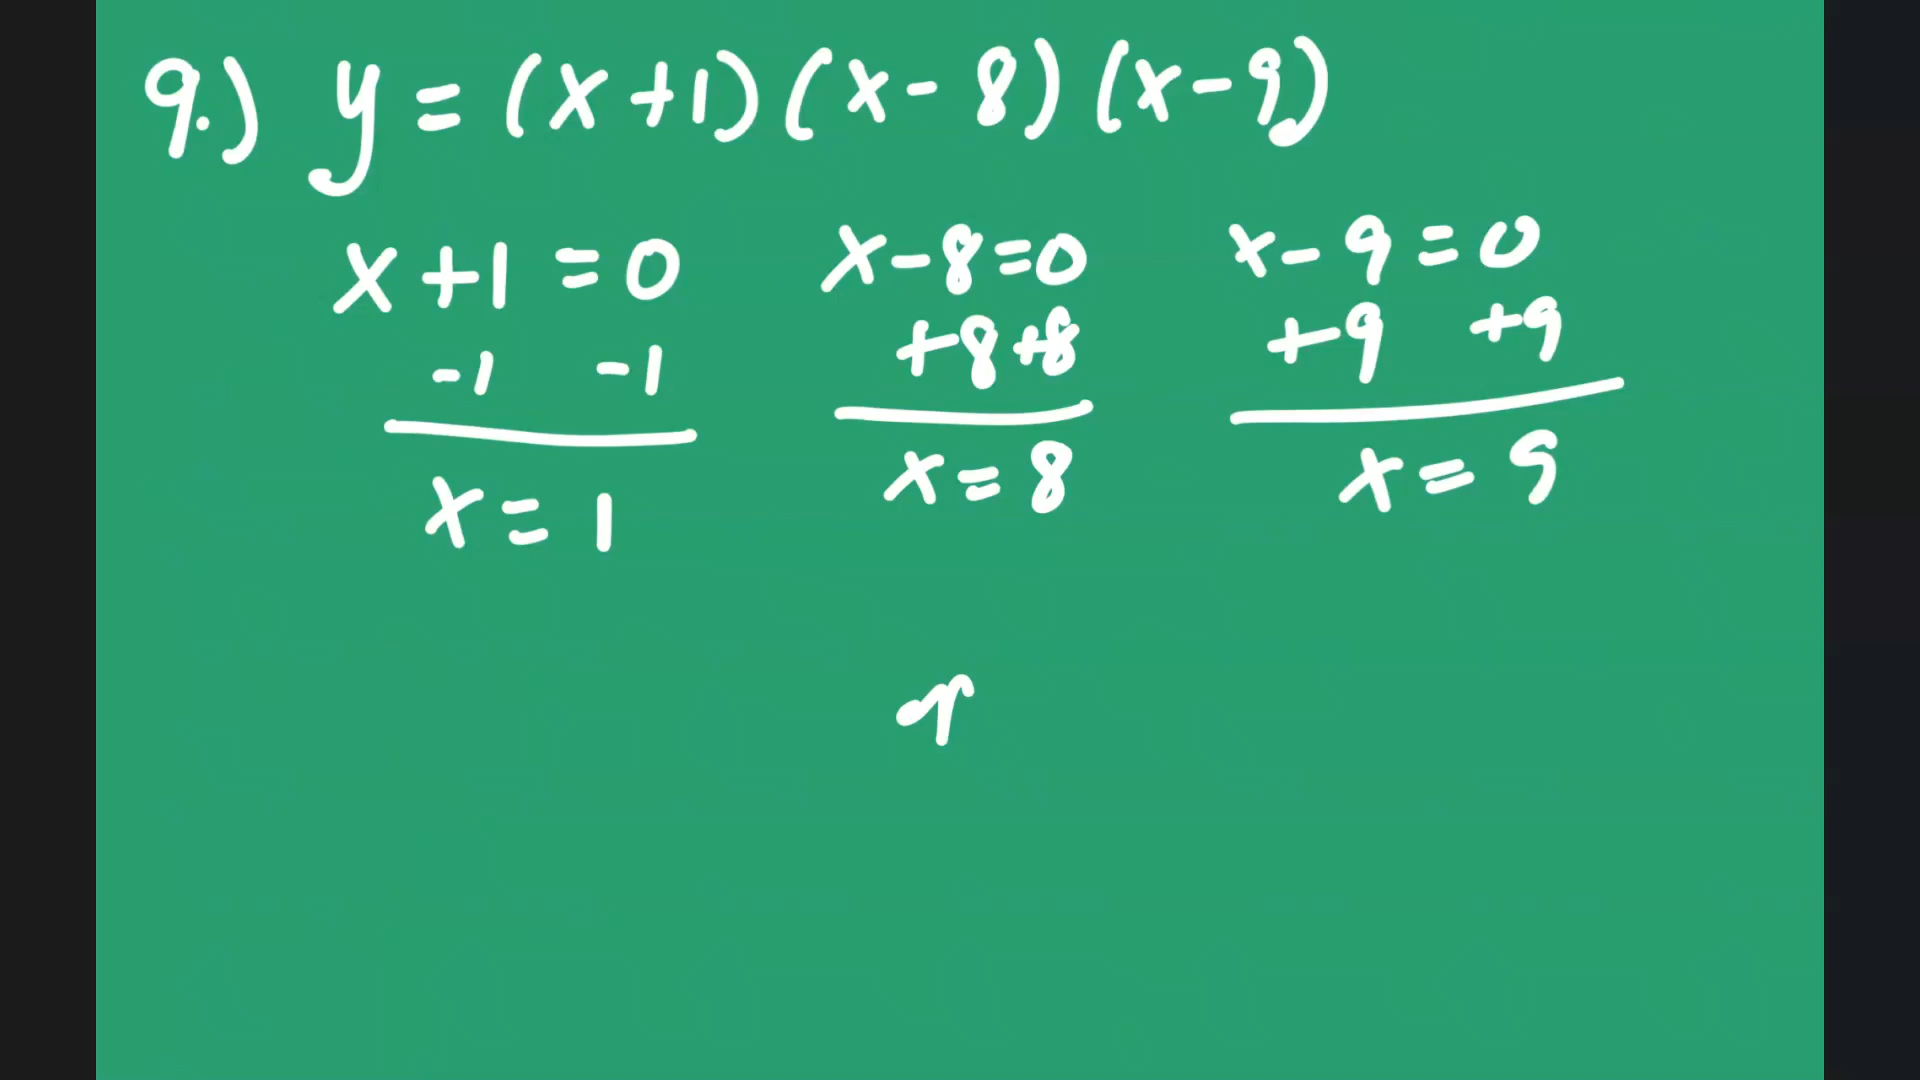 9.) y = (x+1)(x-8)(x-9)
x+1=0 x-8=0 x-9=0
-1 -1 +8+8 +9 +9
x=1 x=8 x=9